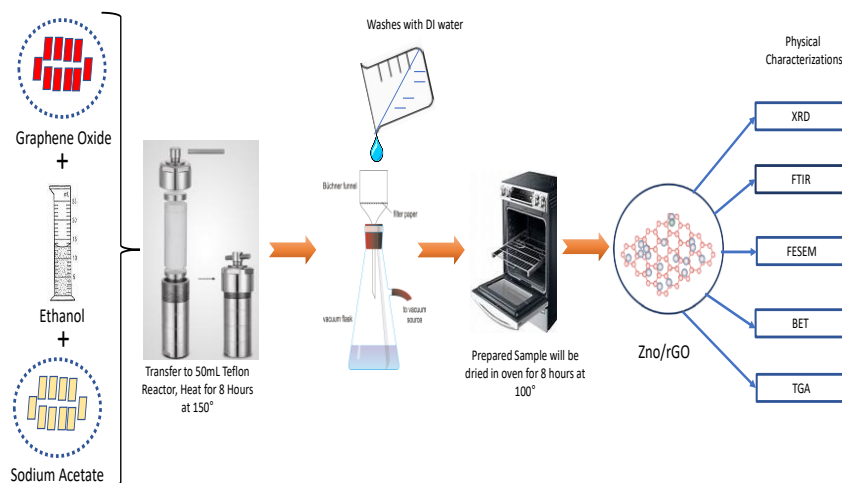 Washes with DI water
Physical
Characterizations
Graphene Oxide
+
Ethanol
+
Sodium Acetate
Transfer to 50mL Teflon
Reactor, Heat for 8 Hours
at 150°
Büchner funnel
filter paper
to vacuum
source
vacuum flask
Prepared Sample will be
dried in oven for 8 hours at
100°
Zno/rGO
XRD
FTIR
FESEM
BET
TGA